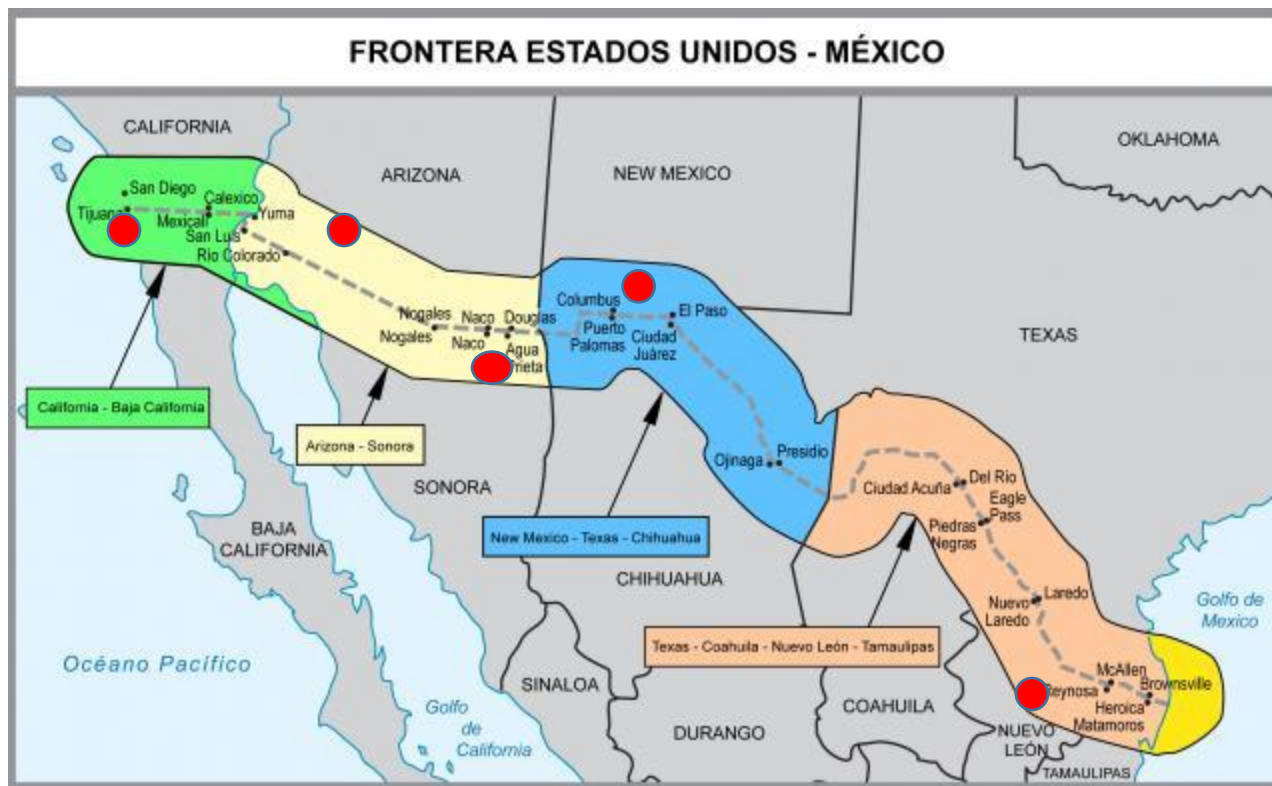 FRONTERA ESTADOS UNIDOS - MÉXICO
CALIFORNIA
ARIZONA
NEW MEXICO
OKLAHOMA
TEXAS
San Diego
Tijuana
Calexico
Mexicali
Yuma
San Luis
Río Colorado
Nogales
Nogales
Naco
Naco
Douglas
Agua
Columbus
Puerto
Palomas
El Paso
Ciudad
Juárez
Ojinaga
Presidio
Ciudad Acuña
Del Rio
Eagle
Pass
Piedras
Negras
Nuevo
Laredo
Laredo
McAllen
Reynosa
Brownsville
Heroica
Matamoros
California - Baja California
Arizona - Sonora
New Mexico - Texas - Chihuahua
Texas - Coahuila - Nuevo León - Tamaulipas
SONORA
BAJA
CALIFORNIA
CHIHUAHUA
SINALOA
DURANGO
COAHUILA
NUEVO
LEÓN
TAMAULIPAS
Océano Pacífico
Golfo
de
California
Golfo de
Mexico